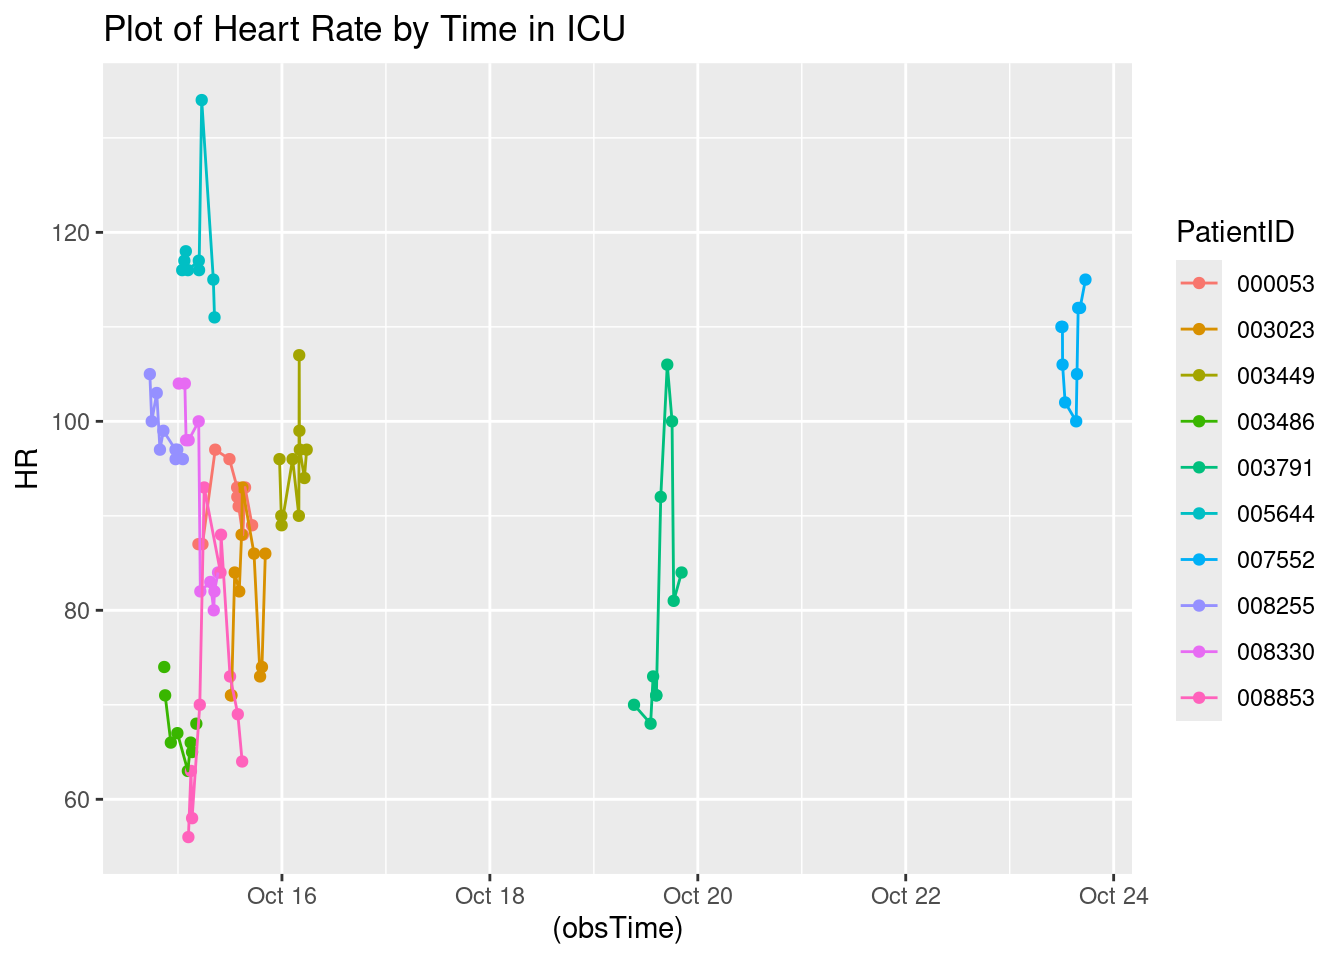 Plot of Heart Rate by Time in ICU
HR
120
100
80
60
Oct 16
Oct 18
Oct 20
Oct 22
Oct 24
(obsTime)
PatientID
000053
003023
003449
003486
003791
005644
007552
008255
008330
008853